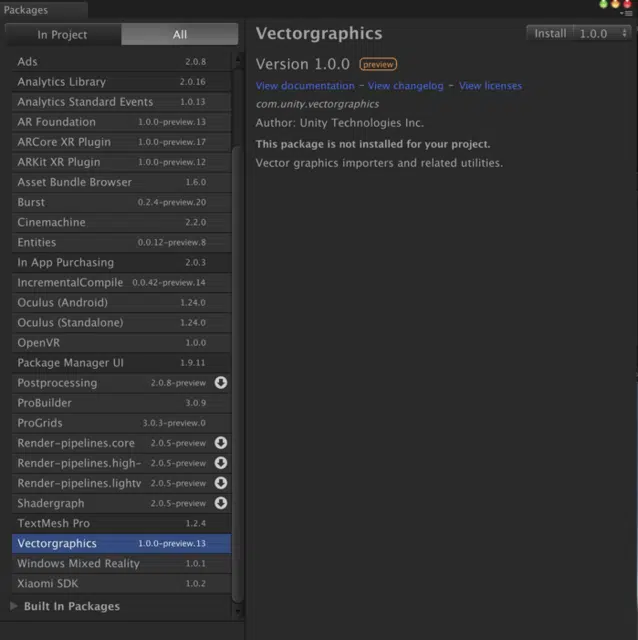 Packages
In Project
All
Ads 2.0.8
Analytics Library 2.0.16
Analytics Standard Events 1.0.13
AR Foundation 1.0.0-preview.13
ARCore XR Plugin 1.0.0-preview.17
ARKit XR Plugin 1.0.0-preview.12
Asset Bundle Browser 1.6.0
Burst 0.2.4-preview.20
Cinemachine 2.2.0
Entities 0.0.12-preview.8
In App Purchasing 2.0.3
IncrementalCompile 0.0.42-preview.14
Oculus (Android) 1.24.0
Oculus (Standalone) 1.24.0
OpenVR 1.0.0
Package Manager UI 1.9.11
Postprocessing 2.0.8-preview
ProBuilder 3.0.9
ProGrids 3.0.3-preview.0
Render-pipelines.core 2.0.5-preview
Render-pipelines.high- 2.0.5-preview
Render-pipelines.lightv 2.0.5-preview
Shadergraph 2.0.5-preview
TextMesh Pro 1.2.4
Vectorgraphics 1.0.0-preview.13
Windows Mixed Reality 1.0.1
Xiaomi SDK 1.0.2
Built In Packages
Vectorgraphics
Install 1.0.0
Version 1.0.0 preview
View documentation - View changelog - View licenses
com.unity.vectorgraphics
Author: Unity Technologies Inc.
This package is not installed for your project.
Vector graphics importers and related utilities.